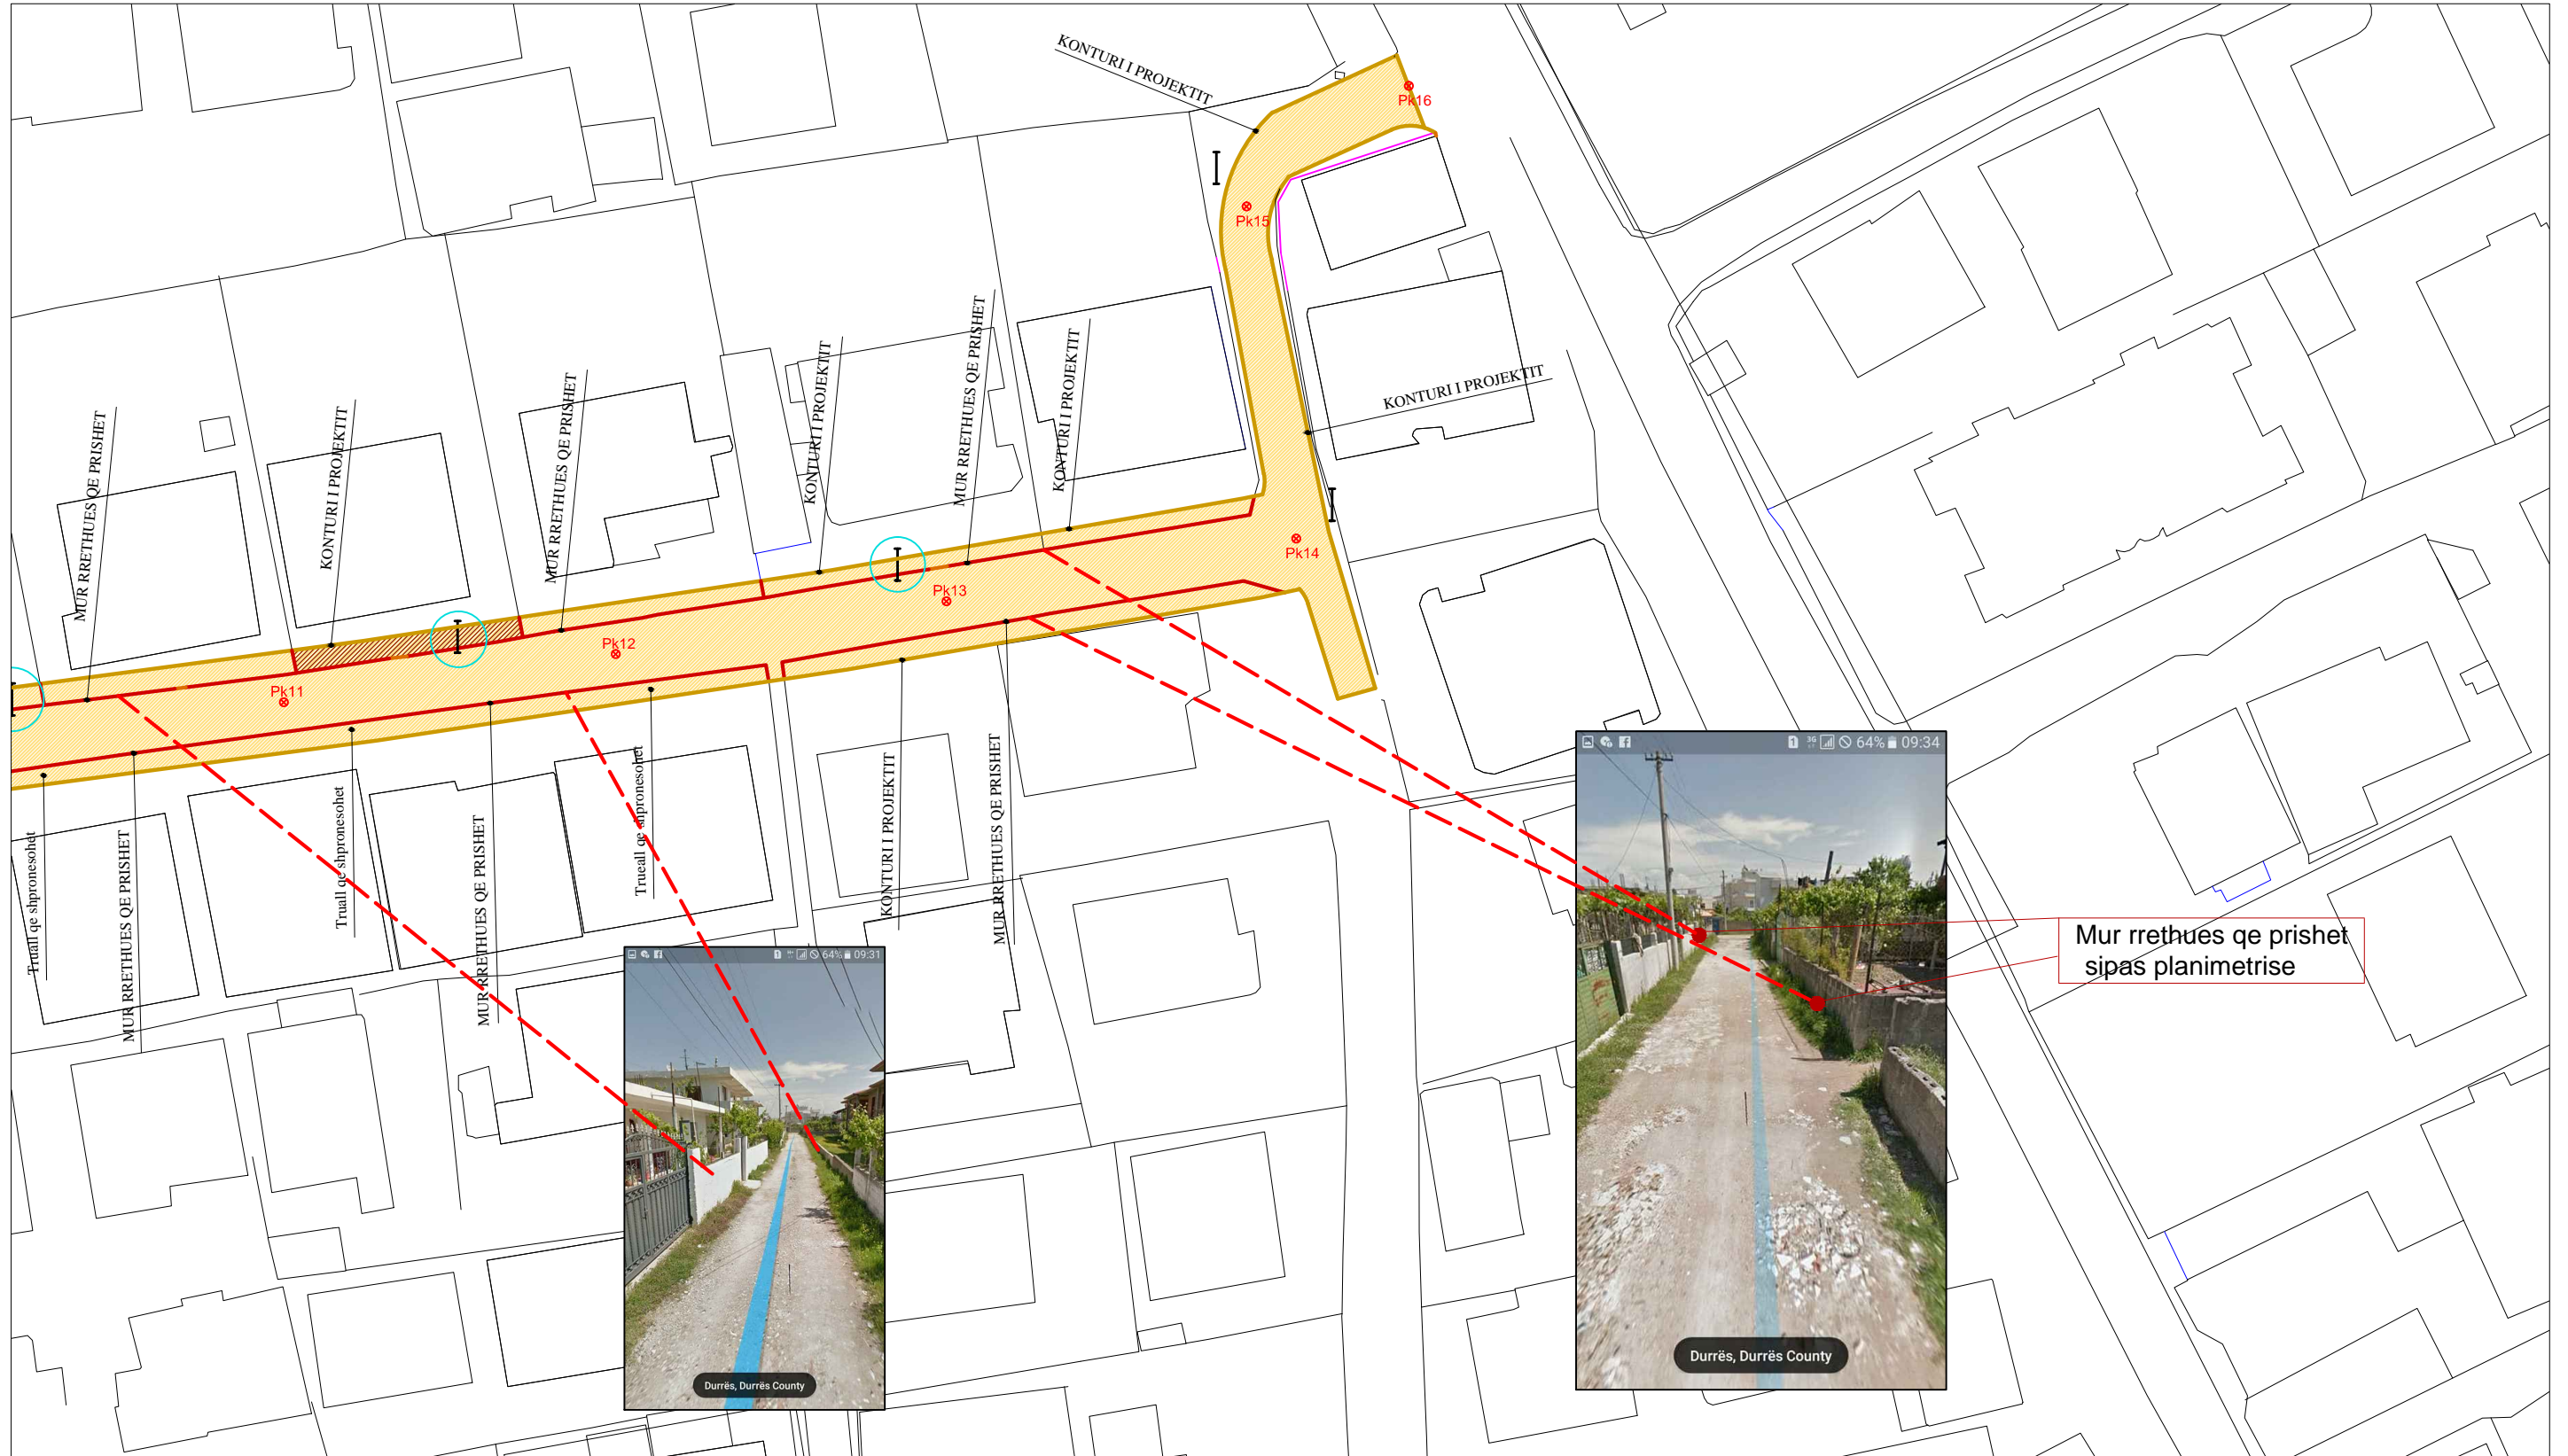 KONTURI I PROJEKTIT
Pk16
Pk15
KONTURI I PROJEKTIT
MUR RRETHUES QE PRISHET
KONTURI I PROJEKTIT
MUR RRETHUES QE PRISHET
KONTURI I PROJEKTIT
MUR RRETHUES QE PRISHET
KONTURI I PROJEKTIT
Pk14
Pk13
Pk12
Pk11
Truall qe shpronesohet
MUR RRETHUES QE PRISHET
Truall qe shpronesohet
MUR RRETHUES QE PRISHET
Trueall qe shpronesohet
KONTURI I PROJEKTIT
MUR RRETHUES QE PRISHET
1 3G 64% 09:34
Mur rrethues qe prishet
sipas planimetrise
1 64% 09:31
Durrës, Durrës County
Durrës, Durrës County